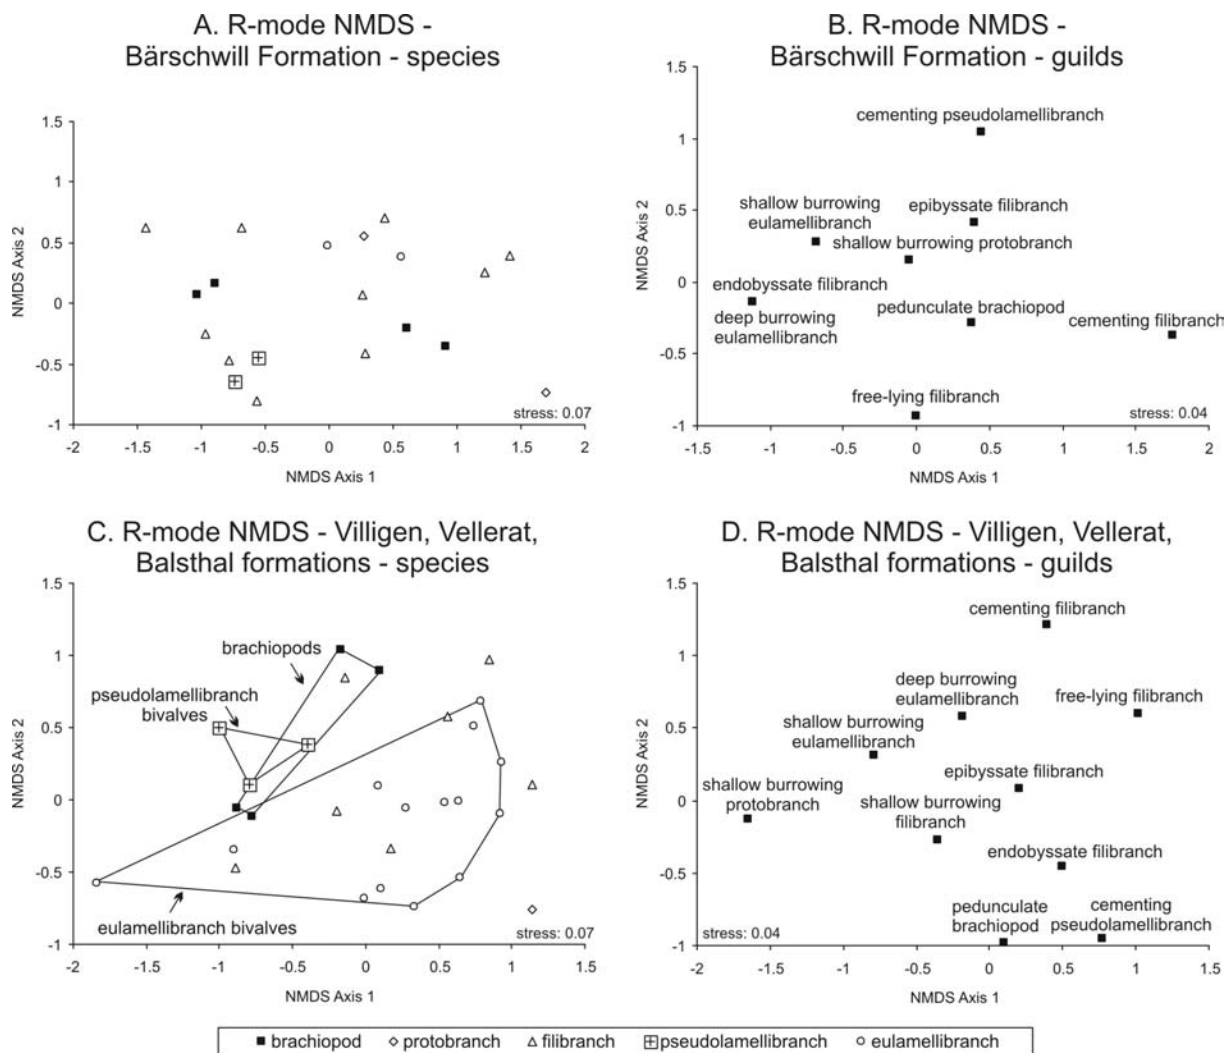 A. R-mode NMDS -
Bärschwill Formation - species
1.5
1
0.5
0
-0.5
-1
NMDS Axis 2
-2
-1.5
-1
-0.5
0
0.5
1
1.5
2
stress: 0.07
NMDS Axis 1
B. R-mode NMDS -
Bärschwill Formation - guilds
1.5
1
0.5
0
-0.5
-1
NMDS Axis 2
cementing pseudolamellibranch
shallow burrowing
eulamellibranch
epibyssate filibranch
shallow burrowing protobranch
endobyssate filibranch
deep burrowing
eulamellibranch
pedunculate brachiopod
cementing filibranch
free-lying filibranch
stress: 0.04
-1.5
-1
-0.5
0
0.5
1
1.5
2
NMDS Axis 1
C. R-mode NMDS - Villigen, Vellerat,
Balsthal formations - species
1.5
1
0.5
0
-0.5
-1
NMDS Axis 2
brachiopods
pseudolamellibranch
bivalves
eulamellibranch bivalves
stress: 0.07
-2
-1.5
-1
-0.5
0
0.5
1
1.5
NMDS Axis 1
D. R-mode NMDS - Villigen, Vellerat,
Balsthal formations - guilds
1.5
1
0.5
0
-0.5
-1
NMDS Axis 2
cementing filibranch
deep burrowing
eulamellibranch
free-lying filibranch
shallow burrowing
eulamellibranch
shallow burrowing
protobranch
epibyssate filibranch
shallow burrowing
filibranch
endobyssate filibranch
pedunculate
brachiopod
cementing
pseudolamellibranch
stress: 0.04
-2
-1.5
-1
-0.5
0
0.5
1
1.5
NMDS Axis 1
brachiopod
protobranch
filibranch
pseudolamellibranch
eulamellibranch